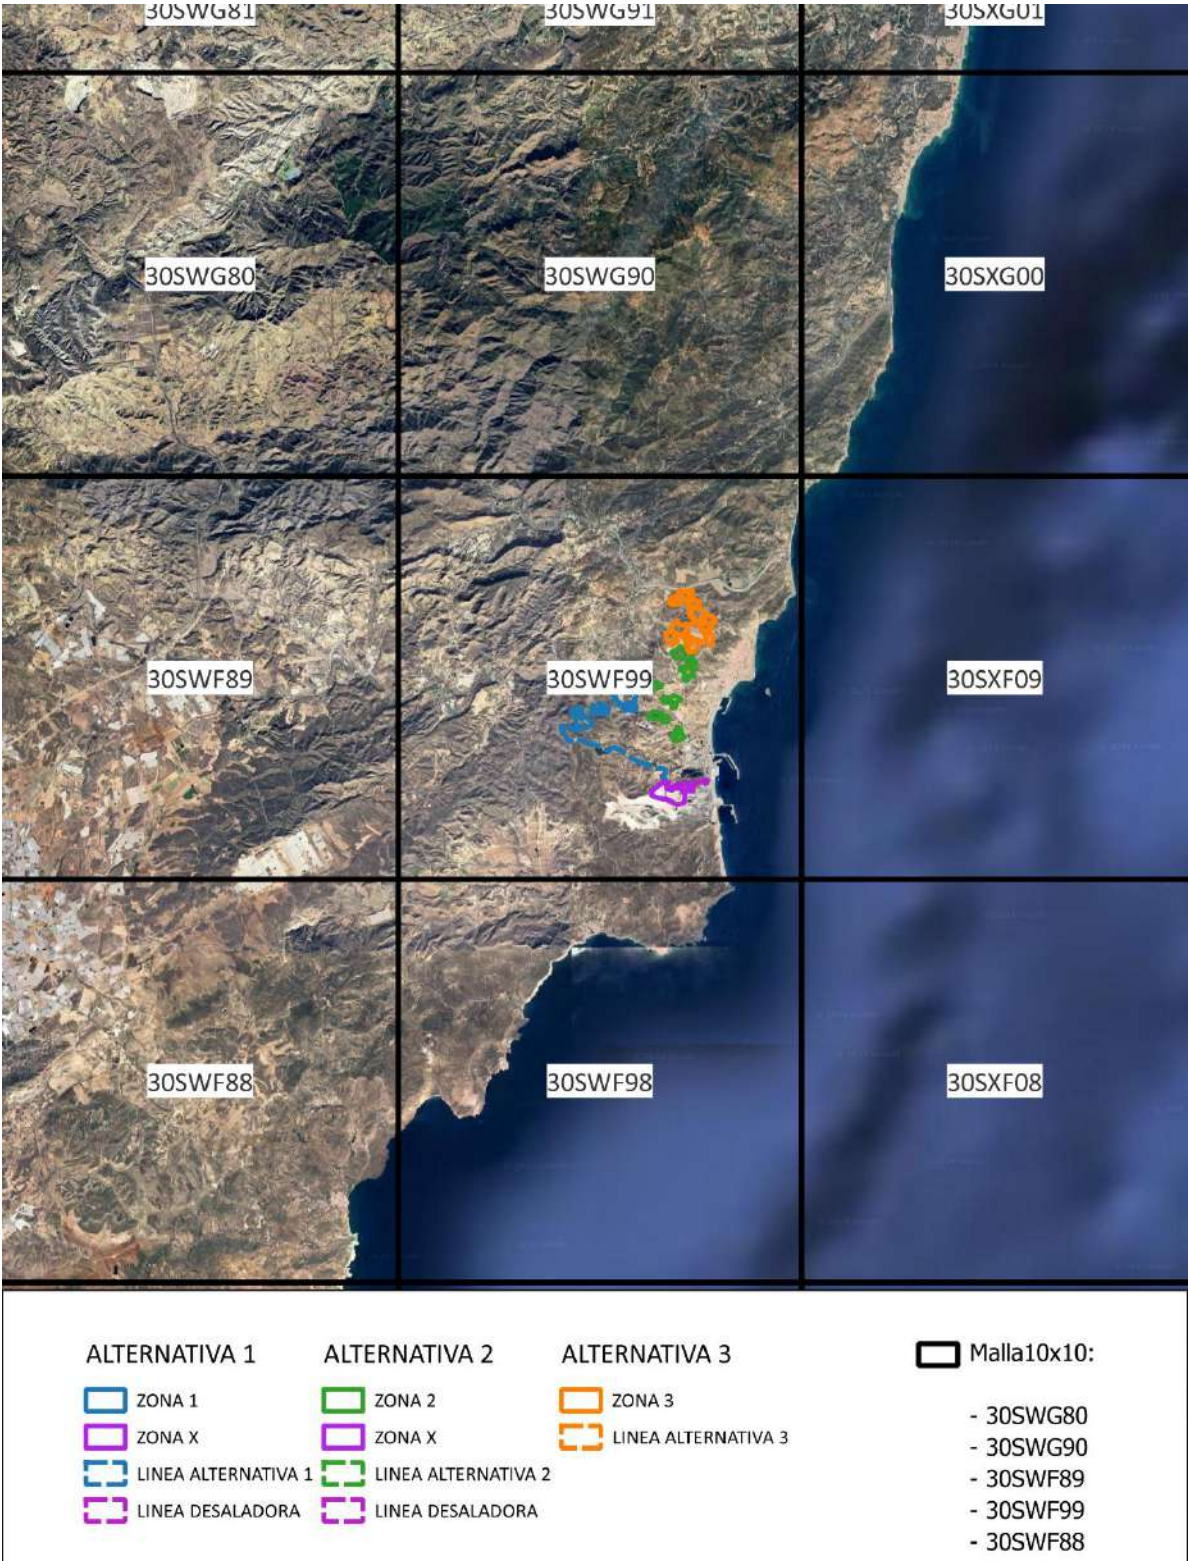 30SWG81 30SWG91 30SXG01
30SWG80 30SWG90 30SXG00
30SWF89 30SWF99 30SXF09
30SWF88 30SWF98 30SXF08
ALTERNATIVA 1 ALTERNATIVA 2 ALTERNATIVA 3 Malla10x10:
ZONA 1 ZONA 2 ZONA 3
ZONA X ZONA X LINEA ALTERNATIVA 3
LINEA ALTERNATIVA 1 LINEA ALTERNATIVA 2
LINEA DESALADORA LINEA DESALADORA
- 30SWG80
- 30SWG90
- 30SWF89
- 30SWF99
- 30SWF88